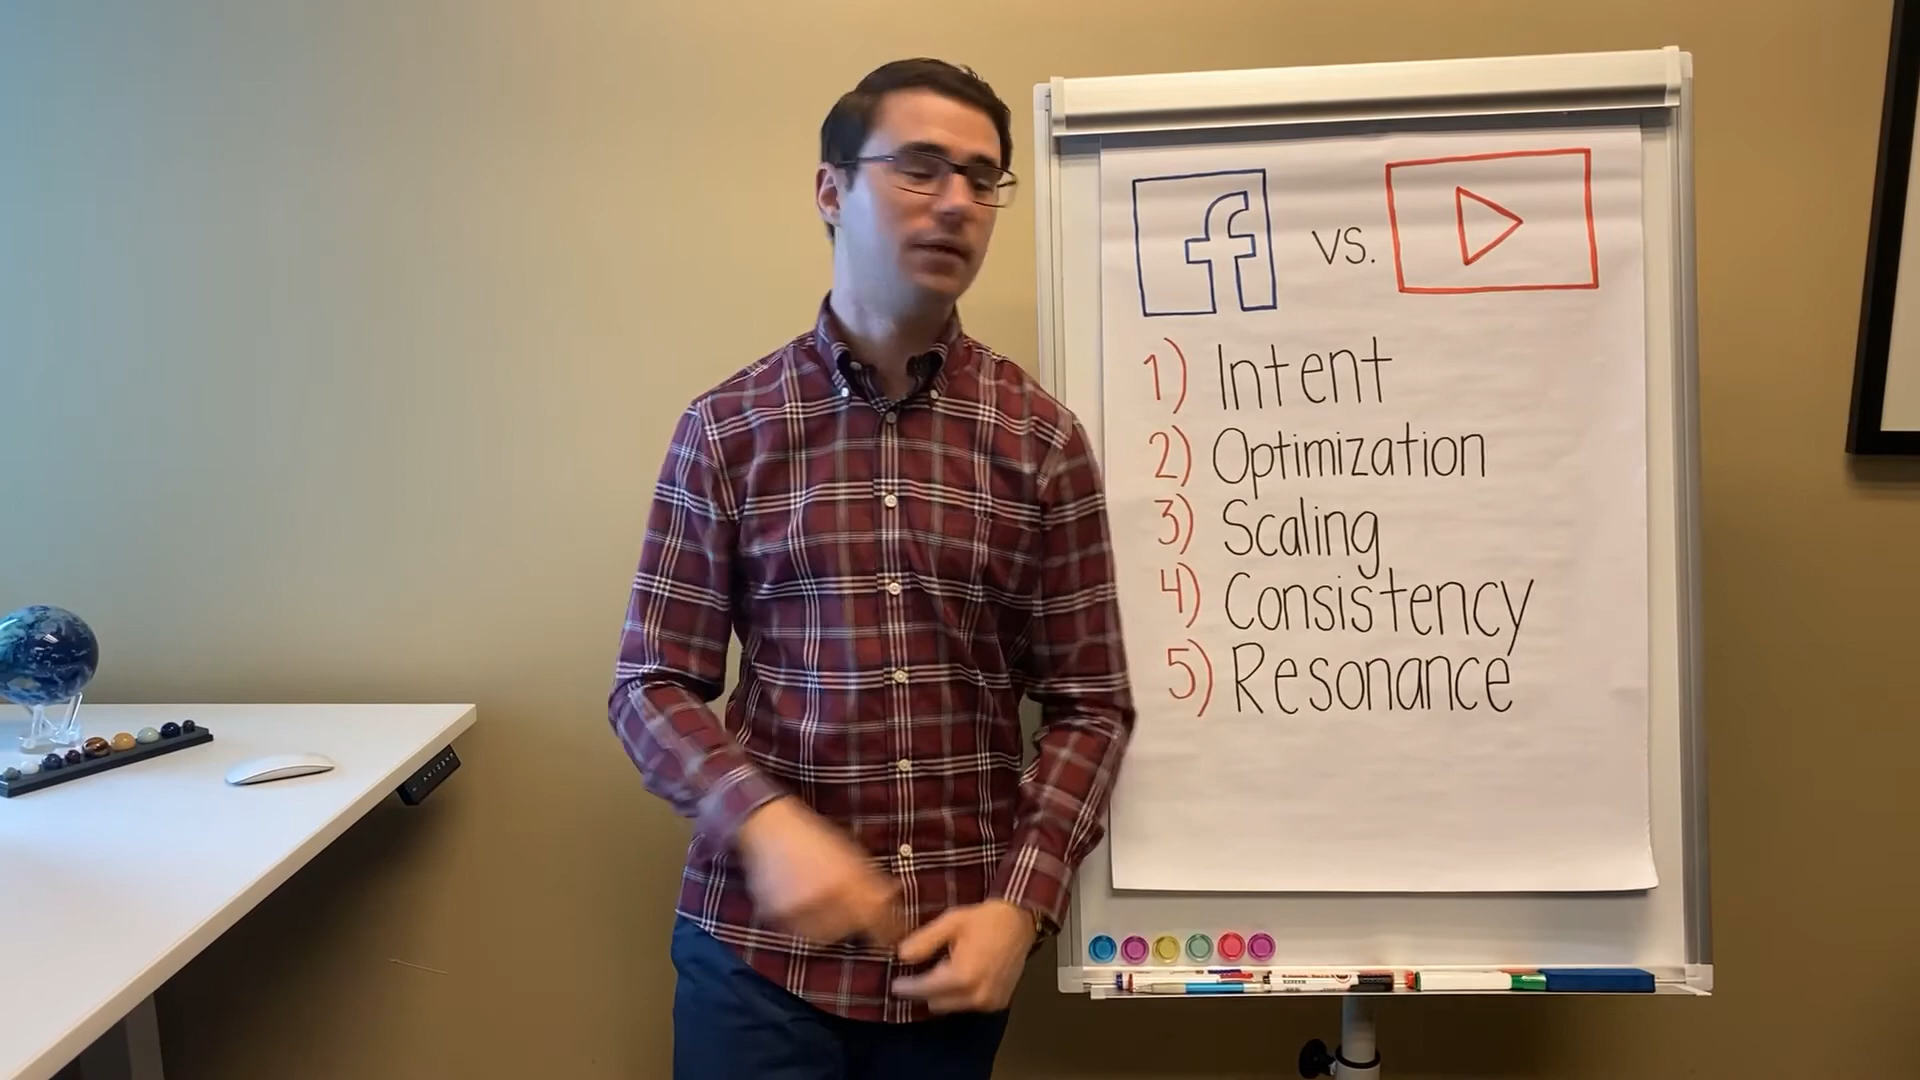 f vs.
1) Intent
2) Optimization
3) Scaling
4) Consistency
5) Resonance